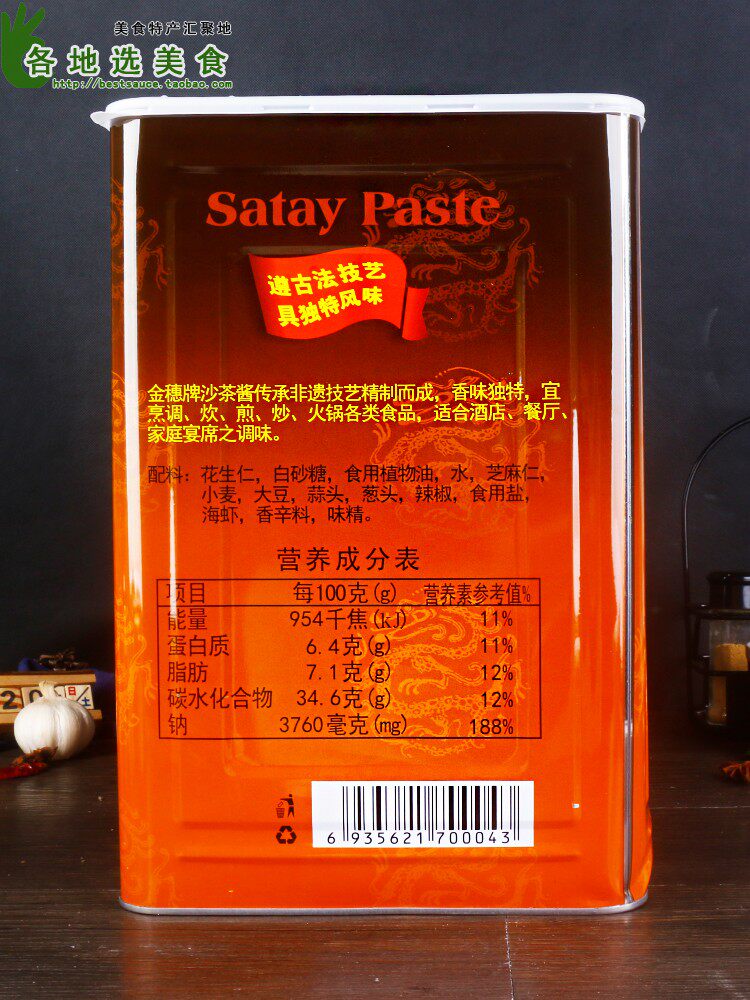 美食特产汇聚地
各地选美食
http://bestsauce.taobao.com
Satay Paste
遵古法技艺
具独特风味
金穗牌沙茶酱传承非遗技艺精制而成，香味独特，宜
烹调、炊、煎、炒、火锅各类食品，适合酒店、餐厅、
家庭宴席之调味。
配料：花生仁，白砂糖，食用植物油，水，芝麻仁，
小麦，大豆，蒜头，葱头，辣椒，食用盐，
海虾，香辛料，味精。
营养成分表
项目 每100克(g) 营养素参考值%
能量 954千焦(kJ) 11%
蛋白质 6.4克(g) 11%
脂肪 7.1克(g) 12%
碳水化合物 34.6克(g) 12%
钠 3760毫克(mg) 188%
6 935621 700043